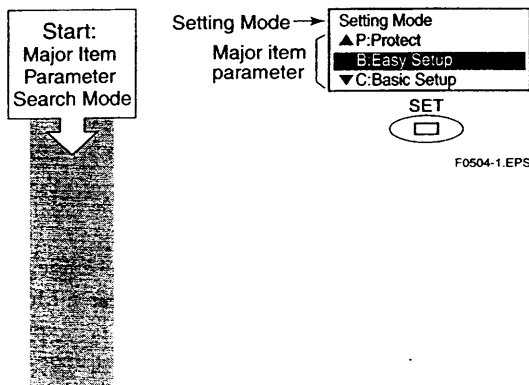 Start:
Major Item
Parameter
Search Mode
Setting Mode
Major item
parameter
Setting Mode
▲P:Protect
B:Easy Setup
▼C:Basic Setup
SET
F0504-1.EPS